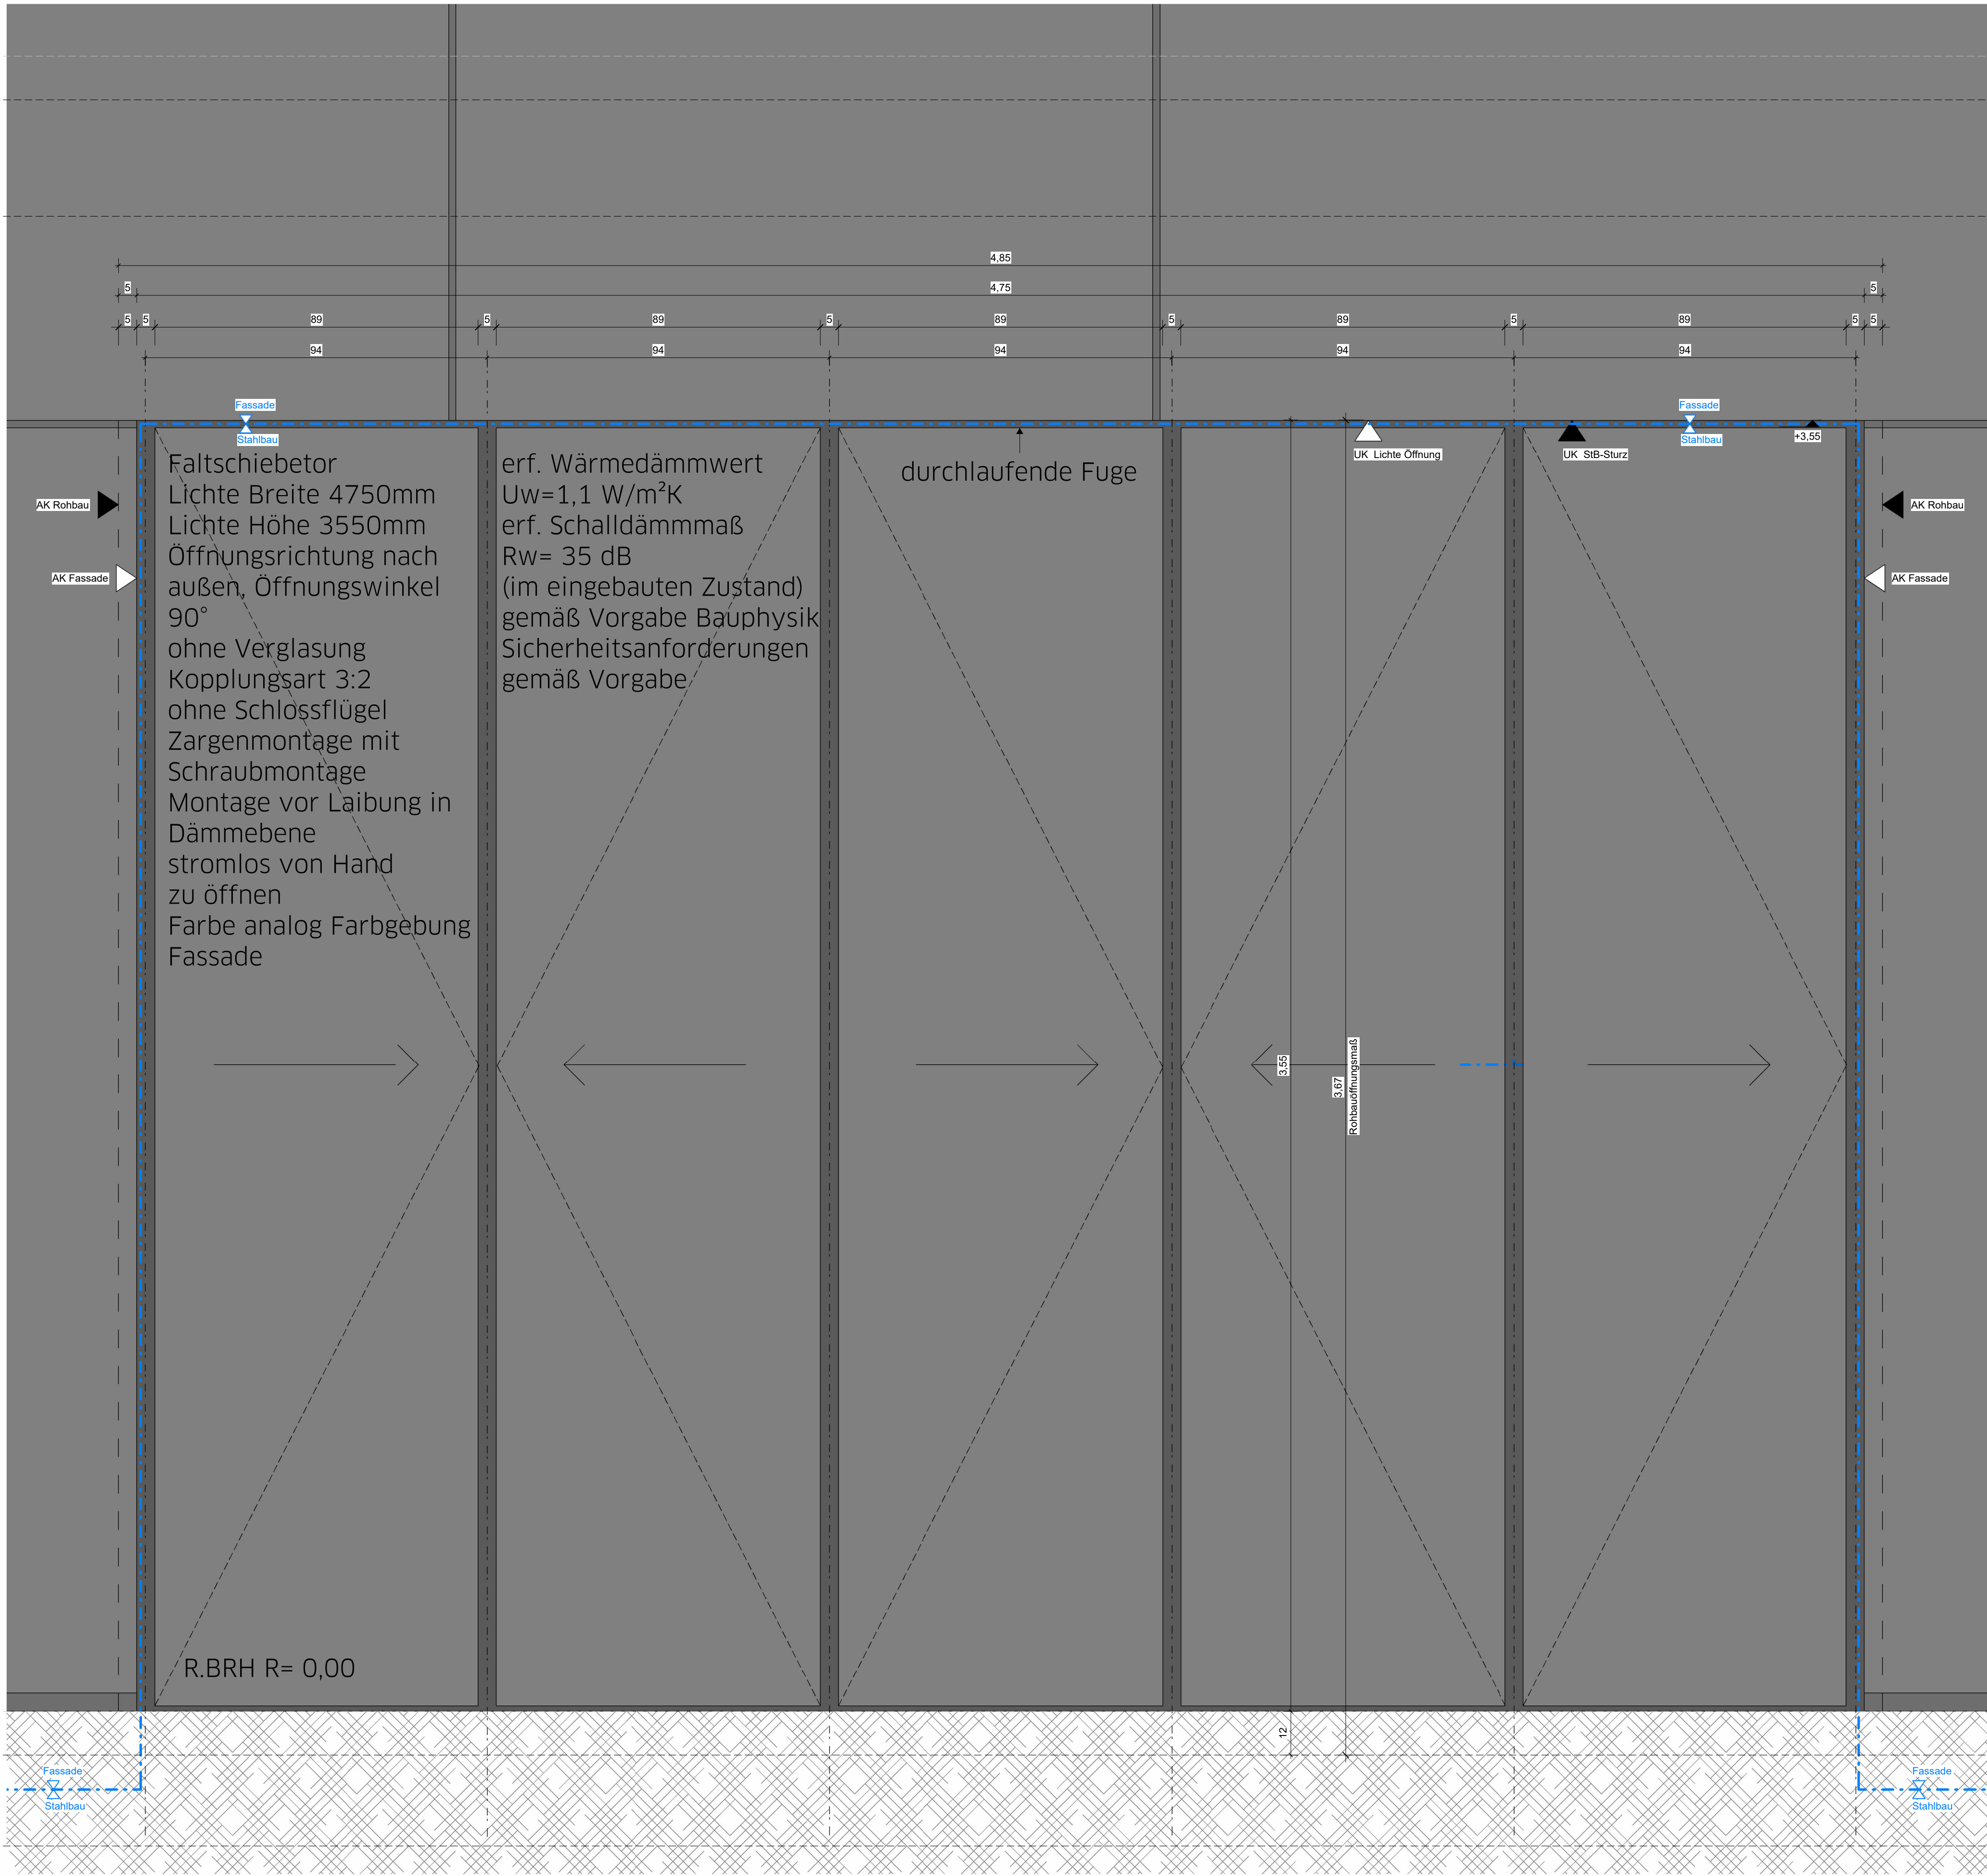 4,85
5
4,75
5
5
5
89
5
89
5
89
5
89
5
89
5
5
94
94
94
94
94
Fassade
Stahlbau
Fassade
Stahlbau
+3,55
UK Lichte Öffnung
UK StB-Sturz
AK Rohbau
AK Fassade
AK Rohbau
AK Fassade
Faltschiebetor
Lichte Breite 4750mm
Lichte Höhe 3550mm
Öffnungsrichtung nach
außen, Öffnungswinkel
90°
ohne Verglasung
Kopplungsart 3:2
ohne Schlossflügel
Zargenmontage mit
Schraubmontage
Montage vor Laibung in
Dämmebene
stromlos von Hand
zu öffnen
Farbe analog Farbgebung
Fassade
erf. Wärmedämmwert
Uw=1,1 W/m²K
erf. Schalldämmmaß
Rw= 35 dB
(im eingebauten Zustand)
gemäß Vorgabe Bauphysik
Sicherheitsanforderungen
gemäß Vorgabe
durchlaufende Fuge
3,55
3,67
Rohbauöffnungsmaß
R.BRH R= 0,00
12
Fassade
Stahlbau
Fassade
Stahlbau